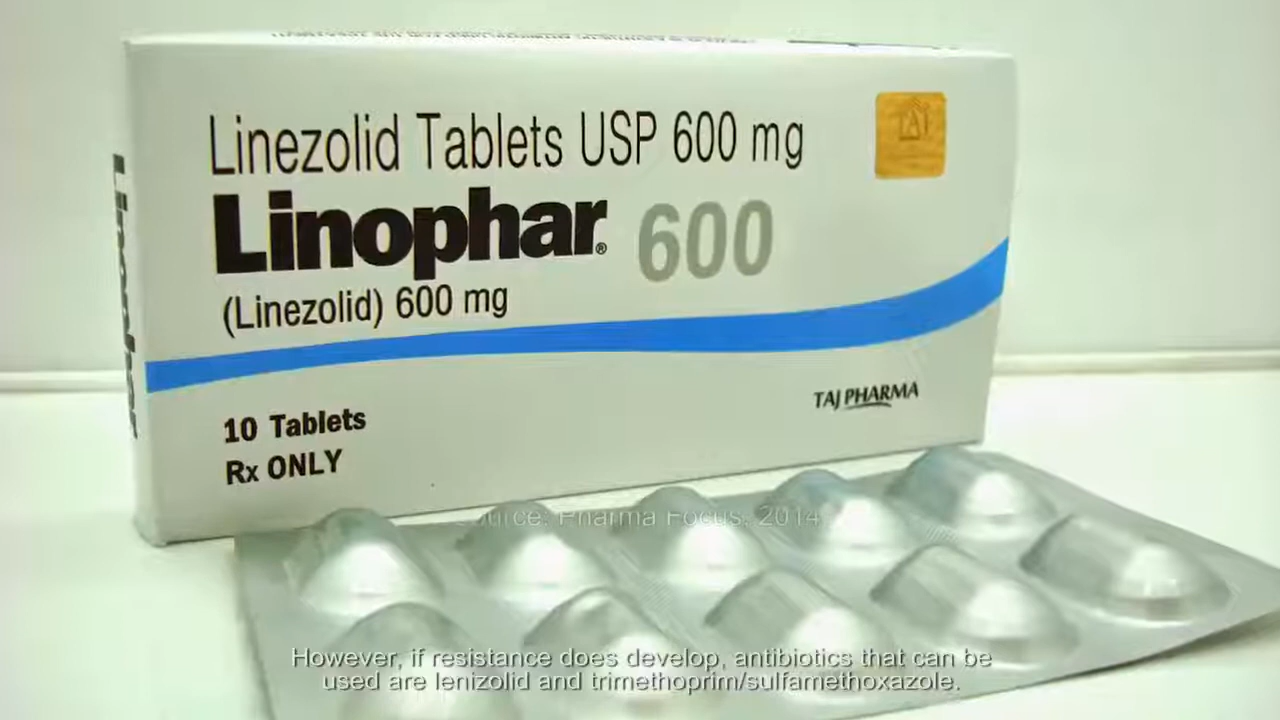 Linezolid Tablets USP 600 mg
Linophar® 600
(Linezolid) 600 mg
TAJ PHARMA
10 Tablets
Rx ONLY
Linophar
Source: Pharma Focus. 2014
However, if resistance does develop, antibiotics that can be
used are lenizolid and trimethoprim/sulfamethoxazole.